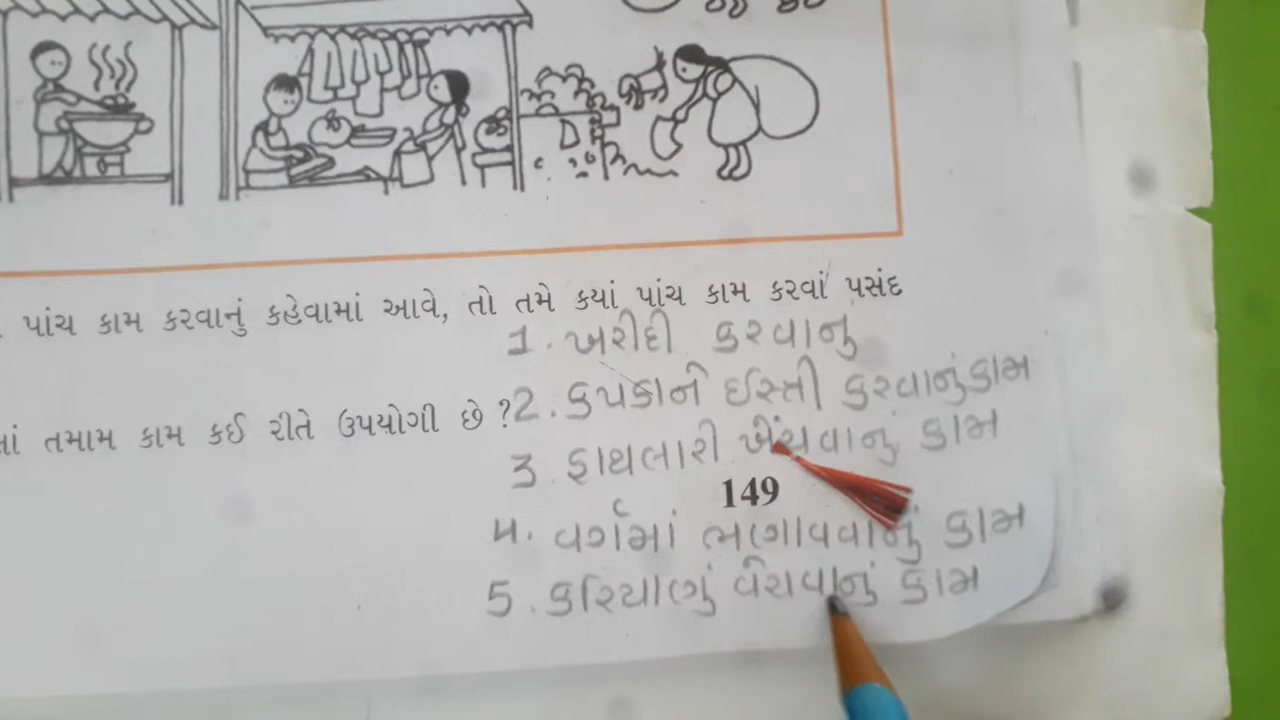 પાંચ કામ કરવાનું કહેવામાં આવે, તો તમે કયાં પાંચ કામ કરવાં પસંદ
1. ખરીદી કરવાનુ
તમામ કામ કઈ રીતે ઉપયોગી છે ?
2. કપકાને ઈસ્ત્રી કરવાનું કામ
3. હાથલારી ખેંચવાનું કામ
149
4. વર્ગમાં ભણાવવાનું કામ
5. કરિયાણું વેચવાનું કામ